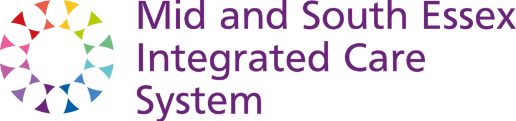 Mid and South Essex
Integrated Care
System